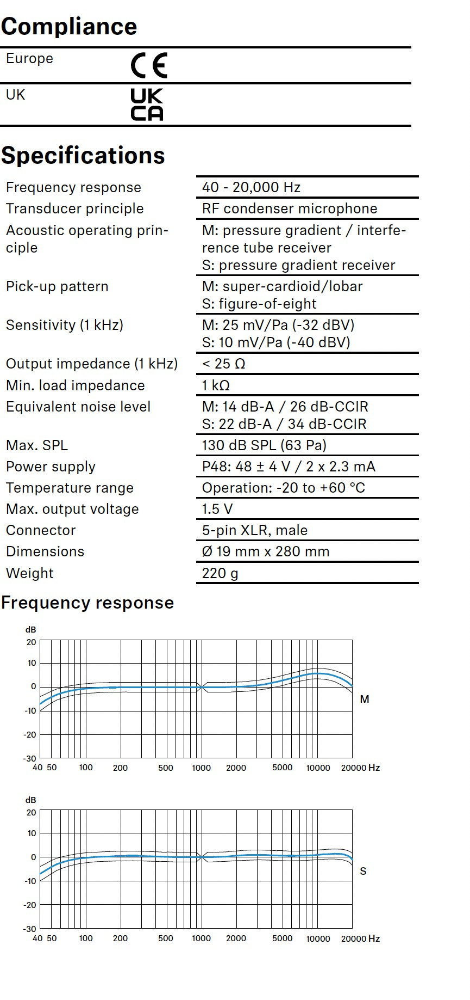 Compliance
Europe
CE
UK
UK
CA
Specifications
Frequency response 40 - 20,000 Hz
Transducer principle RF condenser microphone
Acoustic operating prin- M: pressure gradient / interfe-
ciple rence tube receiver
S: pressure gradient receiver
Pick-up pattern M: super-cardioid/lobar
S: figure-of-eight
Sensitivity (1 kHz) M: 25 mV/Pa (-32 dBV)
S: 10 mV/Pa (-40 dBV)
Output impedance (1 kHz) < 25 Ω
Min. load impedance 1 kΩ
Equivalent noise level M: 14 dB-A / 26 dB-CCIR
S: 22 dB-A / 34 dB-CCIR
Max. SPL 130 dB SPL (63 Pa)
Power supply P48: 48 ± 4 V / 2 x 2.3 mA
Temperature range Operation: -20 to +60 °C
Max. output voltage 1.5 V
Connector 5-pin XLR, male
Dimensions Ø 19 mm x 280 mm
Weight 220 g
Frequency response
dB
20
10
0
M
-10
-20
-30
40 50 100 200 500 1000 2000 5000 10000 20000 Hz
dB
20
10
0
S
-10
-20
-30
40 50 100 200 500 1000 2000 5000 10000 20000 Hz